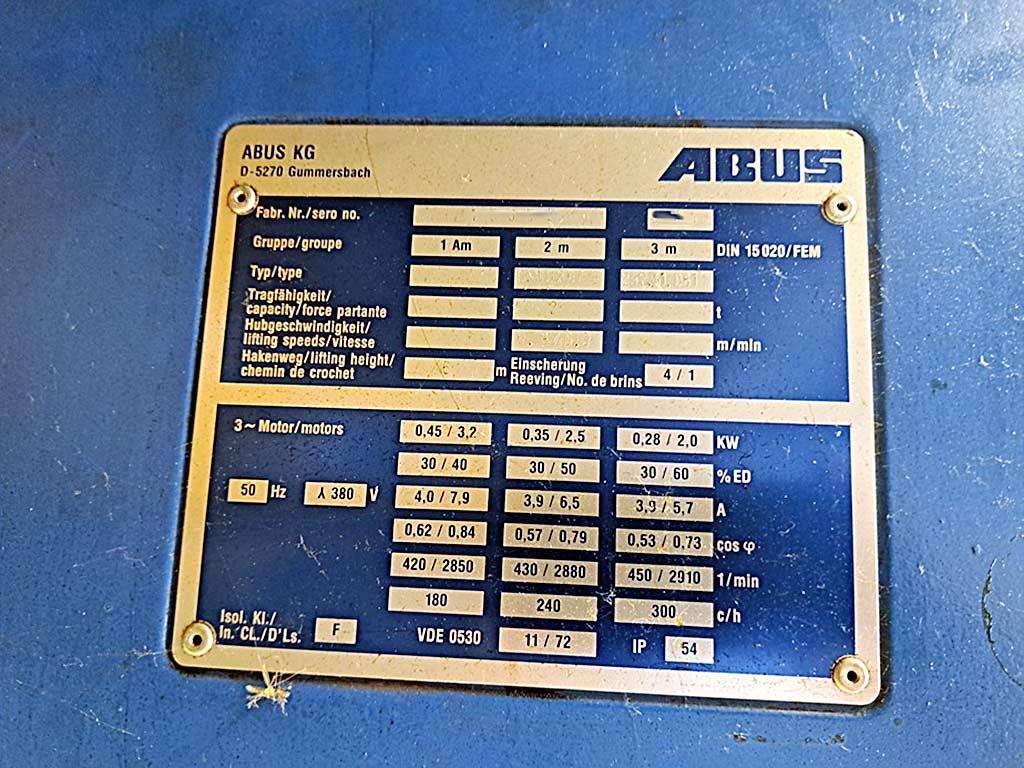 ABUS KG
D-5270 Gummersbach
ABUS
Fabr. Nr./sero no.
Gruppe/groupe 1 Am 2 m 3 m DIN 15 020/FEM
Typ/type
Tragfähigkeit/
capacity/force partante t
Hubgeschwindigkeit/
lifting speeds/vitesse m/min
Hakenweg/lifting height/ m Einscherung
chemin de crochet Reeving/No. de brins 4 / 1
3~ Motor/motors 0,45 / 3,2 0,35 / 2,5 0,28 / 2,0 KW
30 / 40 30 / 50 30 / 60 % ED
50 Hz ⅄ 380 V 4,0 / 7,9 3,9 / 6,5 3,9 / 5,7 A
0,62 / 0,84 0,57 / 0,79 0,53 / 0,73 cos φ
420 / 2850 430 / 2880 450 / 2910 1/min
180 240 300 c/h
Isol. Kl./
In. CL./D'Ls. F VDE 0530 11 / 72 IP 54